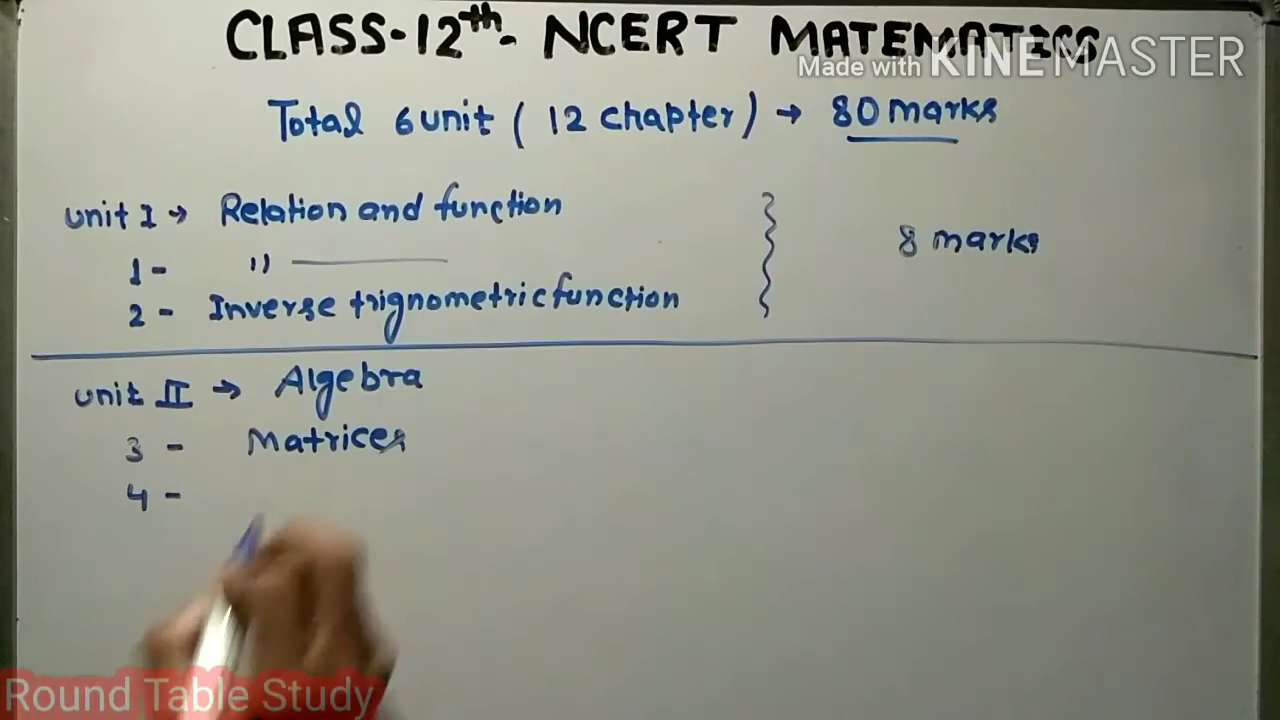 CLASS-12th- NCERT MATEMATICS
Made with KINEMASTER
Total 6 unit ( 12 chapter ) → 80 marks
unit I → Relation and function
1 - ") ———
8 marks
2 - Inverse trignometric function
unit II → Algebra
3 - Matrices
4 -
Round Table Study